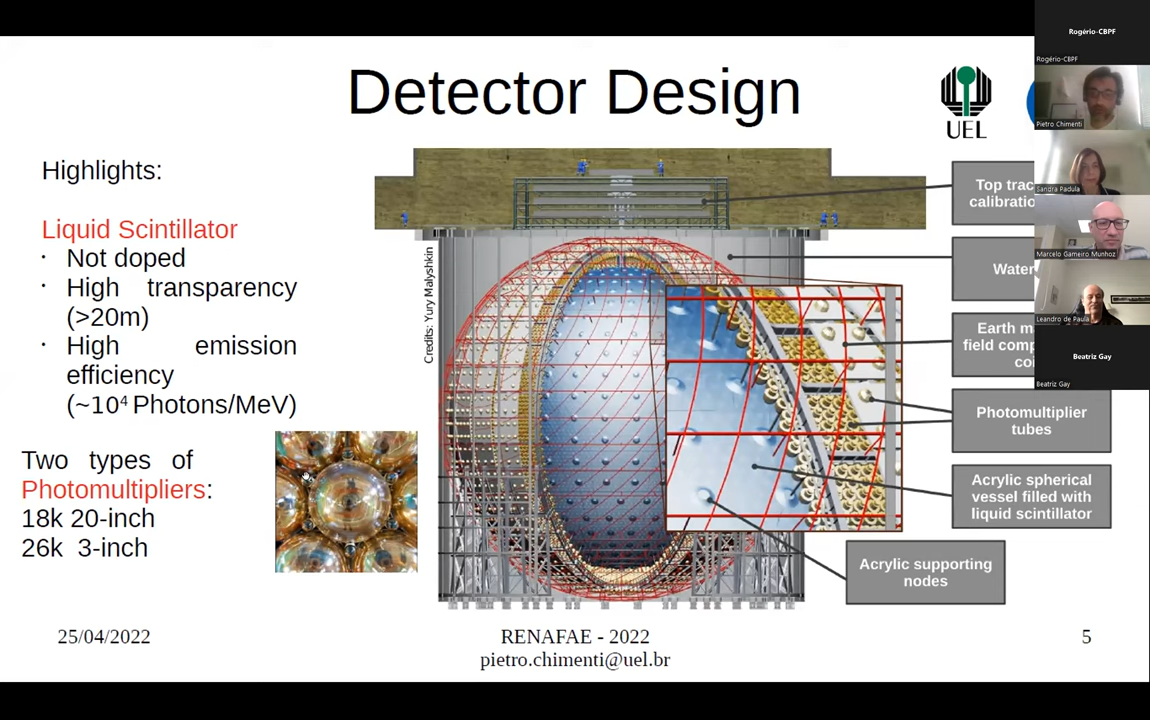 Detector Design
UEL
Highlights:
Liquid Scintillator
· Not doped
· High transparency
(>20m)
· High emission
efficiency
(~10⁴ Photons/MeV)
Two types of
Photomultipliers:
18k 20-inch
26k 3-inch
Credits: Yury Malyshkin
Top
calibratio
Water
Earth
field
Photomultiplier
tubes
Acrylic spherical
vessel filled with
liquid scintillator
Acrylic supporting
nodes
25/04/2022
RENAFAE - 2022
pietro.chimenti@uel.br
5
Rogério-CBPF
Rogério-CBPF
Pietro Chimenti
Sandra Padula
Marcelo Gameiro Munhoz
Leandro de Paula
Beatriz Gay
Beatriz Gay